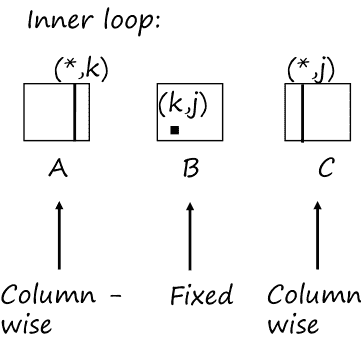 Inner loop:
(*,k) (*,j)
(k,j)
A B C
Column - Fixed Column
wise wise